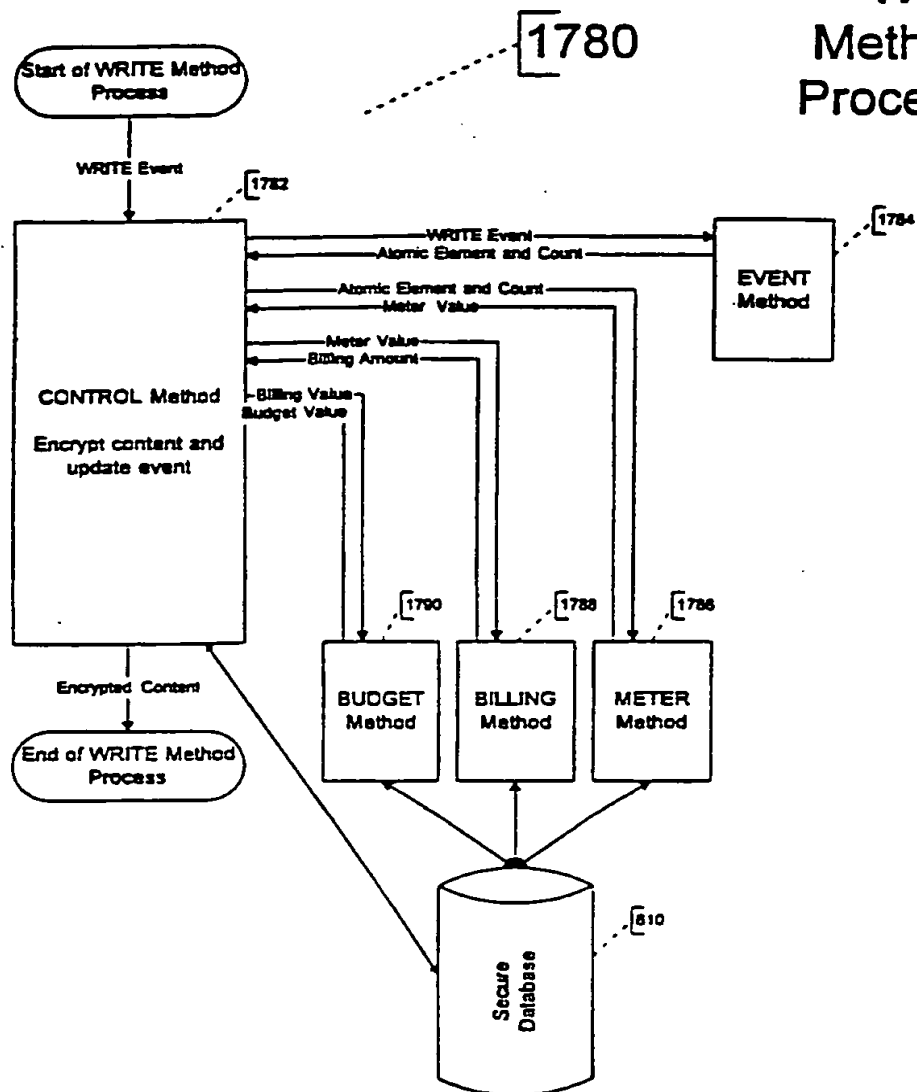 1780
Meth
Proce
Start of WRITE Method
Process
WRITE Event
1782
WRITE Event
Atomic Element and Count
1784
EVENT
Method
Atomic Element and Count
Meter Value
Meter Value
Billing Amount
Billing Value
Budget Value
CONTROL Method
Encrypt content and
update event
1790
1788
1786
BUDGET
Method
BILLING
Method
METER
Method
Encrypted Content
End of WRITE Method
Process
610
Secure
Database